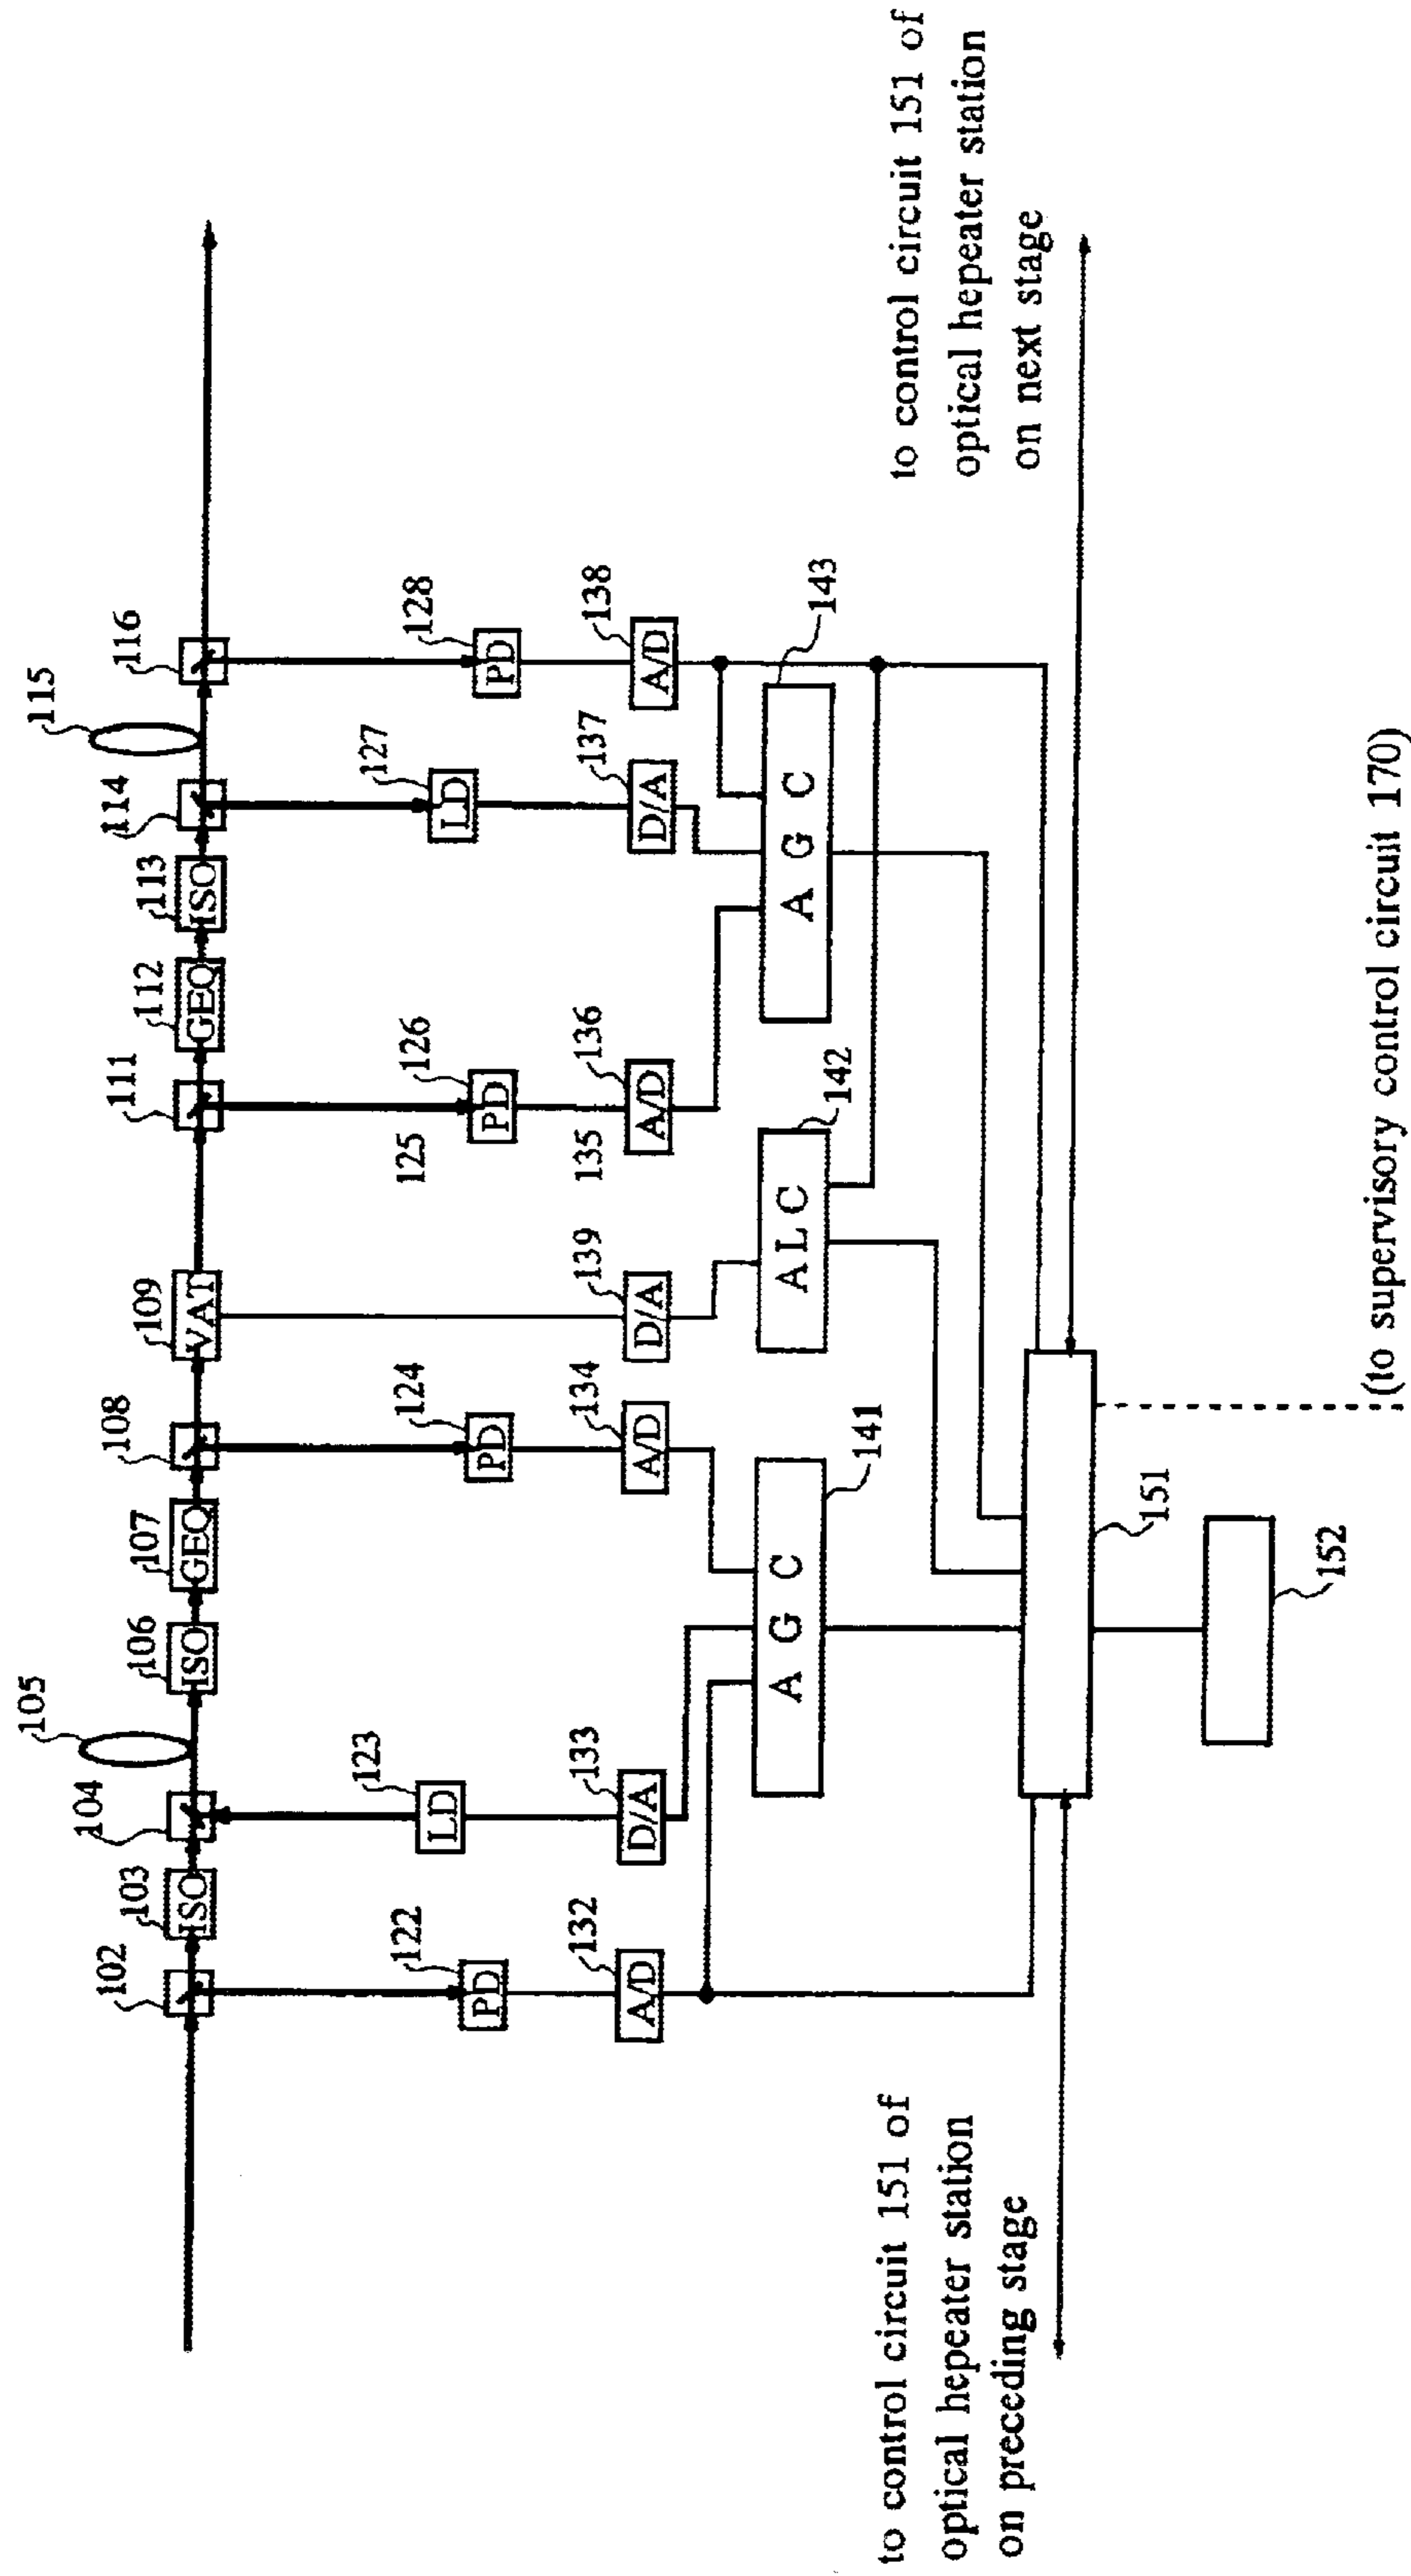 115
105
102
103
104
106
107
108
109
111
112
113
114
116
ISO
ISO
GEQ
VAT
GEQ
ISO
122
123
124
125
126
127
128
PD
LD
PD
PD
LD
PD
132
133
134
139
135
136
137
138
A/D
D/A
A/D
D/A
A/D
D/A
A/D
A G C
141
A L C
142
A G C
143
to control circuit 151 of
optical hepeater station
on preceding stage
to control circuit 151 of
optical hepeater station
on next stage
151
152
(to supervisory control circuit 170)